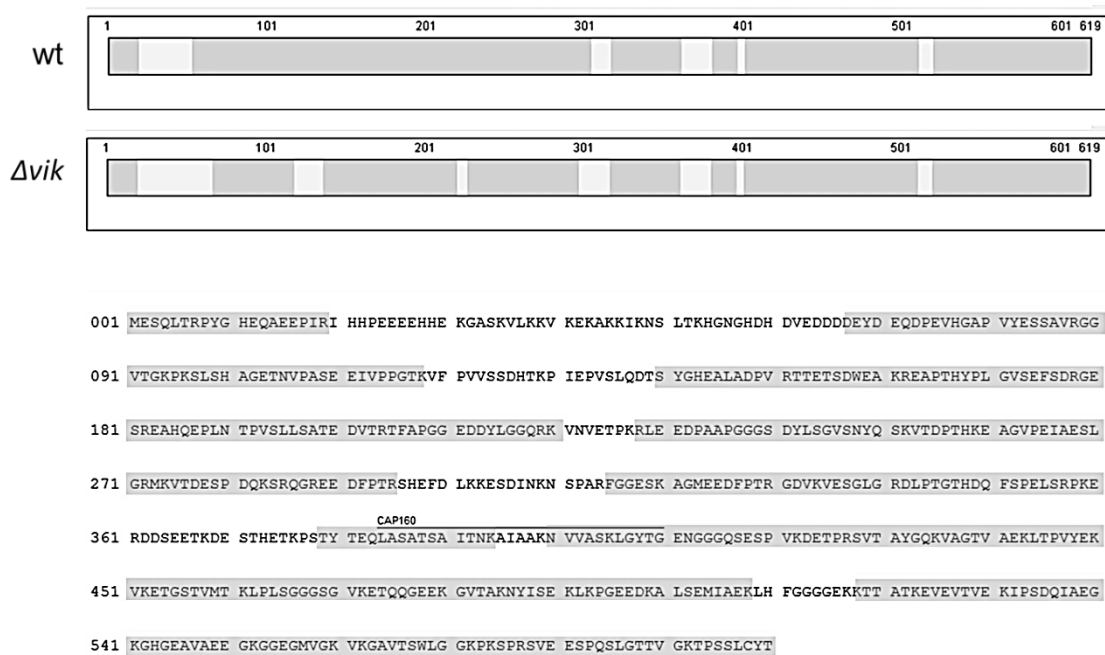 1 101 201 301 401 501 601 619
wt
1 101 201 301 401 501 601 619
Δvik
001 MESQLTRPYG HEQAEEPIRI HHPEEEEHHE KGASKVLKKV KEKAKKIKNS LTKHGNGHDH DVEDDDDEYD EQDPEVHGAP VYESSAVRGG
091 VTGKPKSLSH AGETNVPASE EIVPPGTKVF PVVSSDHTKP IEPVSLQDTS YGHEALADPV RTTETSDWEA KREAPTHYPL GVSEFSDRGE
181 SREAHQEPLN TPVSLLSATE DVTRTFAPGG EDDYLGGQRK VNVETPKRLE EDPAAPGGGS DYLSGVSNYQ SKVTDPTHKE AGVPEIAESL
271 GRMKVTDESP DQKSRQGREE DFPTRSHEFD LKKESDINKN SPARFGGESK AGMEEDFPTR GDVKVESGLG RDLPTGTHDQ FSPELSRPKE
CAP160
361 RDDSEETKDE STHETKPSTY TEQLASATSA ITNKAIAAKN VVASKLGYTG ENGGGQSESP VKDETPRSVT AYGQKVAGTV AEKLTPVYEK
451 VKETGSTVMT KLPLSGGGSG VKETQQGEEK GVTAKNYISE KLKPGEEDKA LSEMIAEKLH FGGGGEKKTT ATKEVEVTVE KIPSDQIAEG
541 KGHGEAVAEE GKGGEGMVGK VKGAVTSWLG GKPKSPRSVE ESPQSLGTTV GKTPSSLCYT